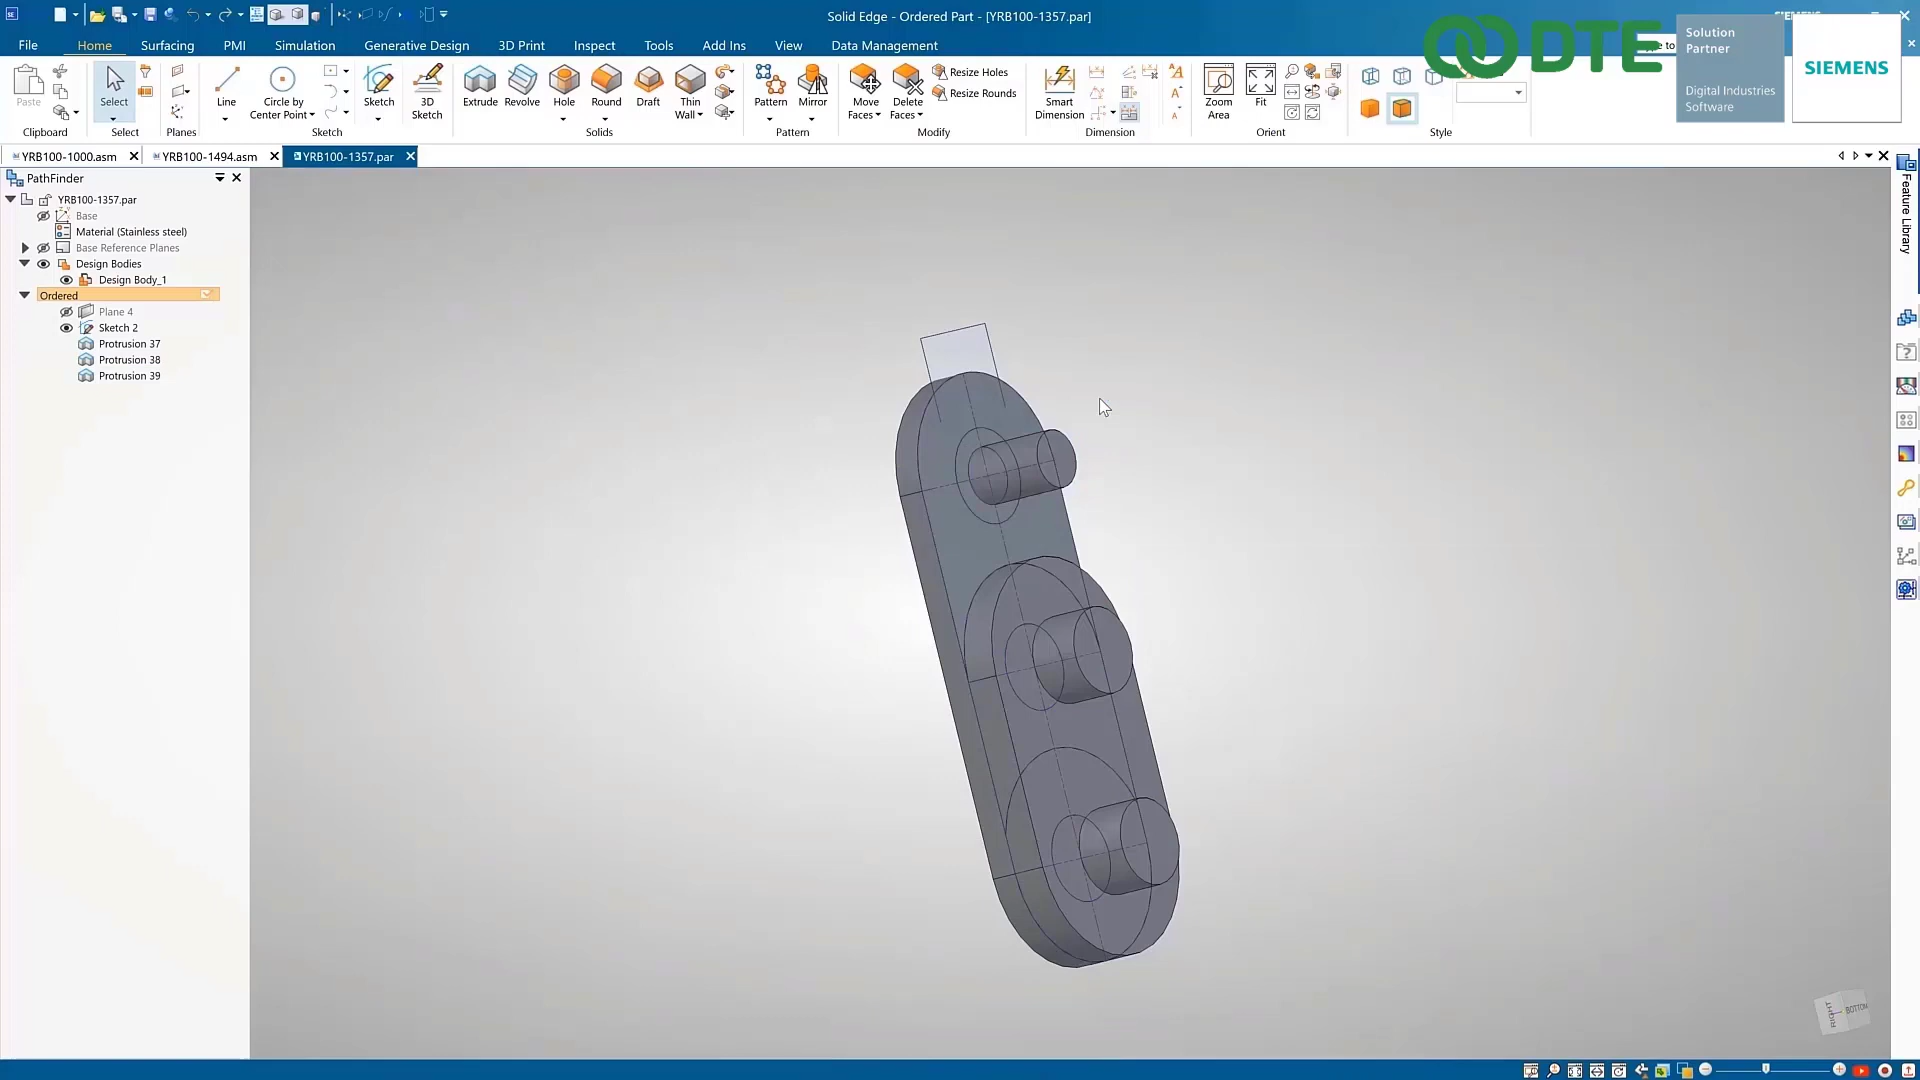 Solid Edge - Ordered Part - [YRB100-1357.par]
File Home Surfacing PMI Simulation Generative Design 3D Print Inspect Tools Add Ins View Data Management
DTE
Solution
Partner
Digital Industries
Software
SIEMENS
Paste
Clipboard
Select
Select
Planes
Line
Circle by
Center Point
Sketch
3D
Sketch
Sketch
Extrude
Revolve
Hole
Round
Draft
Thin
Wall
Solids
Pattern
Mirror
Pattern
Move
Faces
Delete
Faces
Resize Holes
Resize Rounds
Modify
Smart
Dimension
Dimension
Zoom
Area
Fit
Orient
Style
YRB100-1000.asm
YRB100-1494.asm
YRB100-1357.par
PathFinder
YRB100-1357.par
Base
Material (Stainless steel)
Base Reference Planes
Design Bodies
Design Body_1
Ordered
Plane 4
Sketch 2
Protrusion 37
Protrusion 38
Protrusion 39
Feature Library
RIGHT
BOTTOM